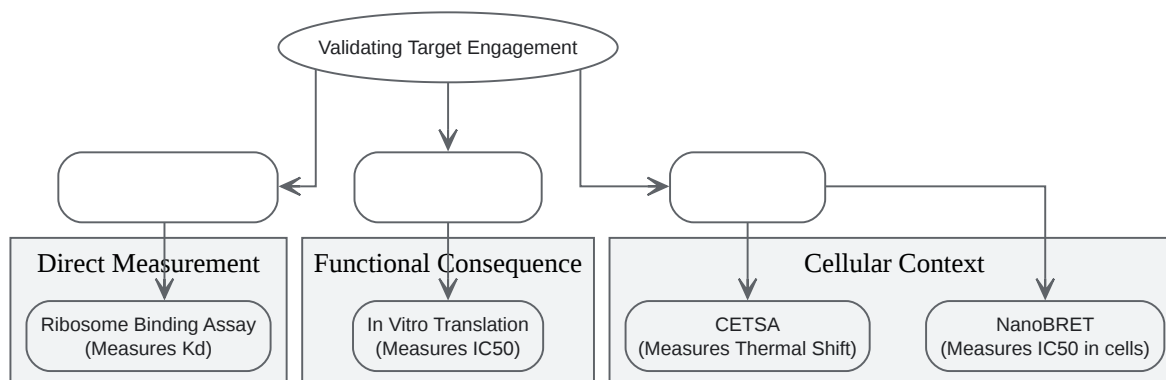 Validating Target Engagement
Direct Measurement
Functional Consequence
Cellular Context
Ribosome Binding Assay
(Measures Kd)
In Vitro Translation
(Measures IC50)
CETSA
(Measures Thermal Shift)
NanoBRET
(Measures IC50 in cells)